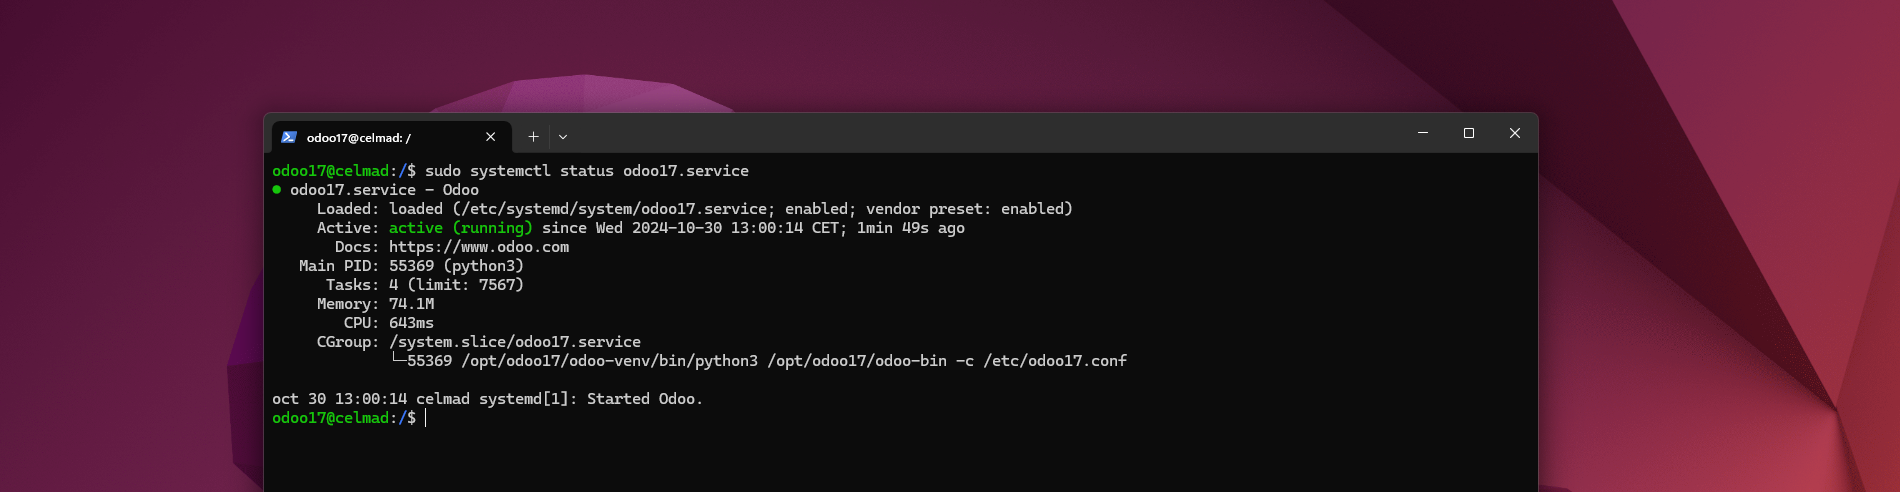 odoo17@celmad: /
odoo17@celmad:/$ sudo systemctl status odoo17.service
● odoo17.service - Odoo
Loaded: loaded (/etc/systemd/system/odoo17.service; enabled; vendor preset: enabled)
Active: active (running) since Wed 2024-10-30 13:00:14 CET; 1min 49s ago
Docs: https://www.odoo.com
Main PID: 55369 (python3)
Tasks: 4 (limit: 7567)
Memory: 74.1M
CPU: 643ms
CGroup: /system.slice/odoo17.service
└─55369 /opt/odoo17/odoo-venv/bin/python3 /opt/odoo17/odoo-bin -c /etc/odoo17.conf
oct 30 13:00:14 celmad systemd[1]: Started Odoo.
odoo17@celmad:/$